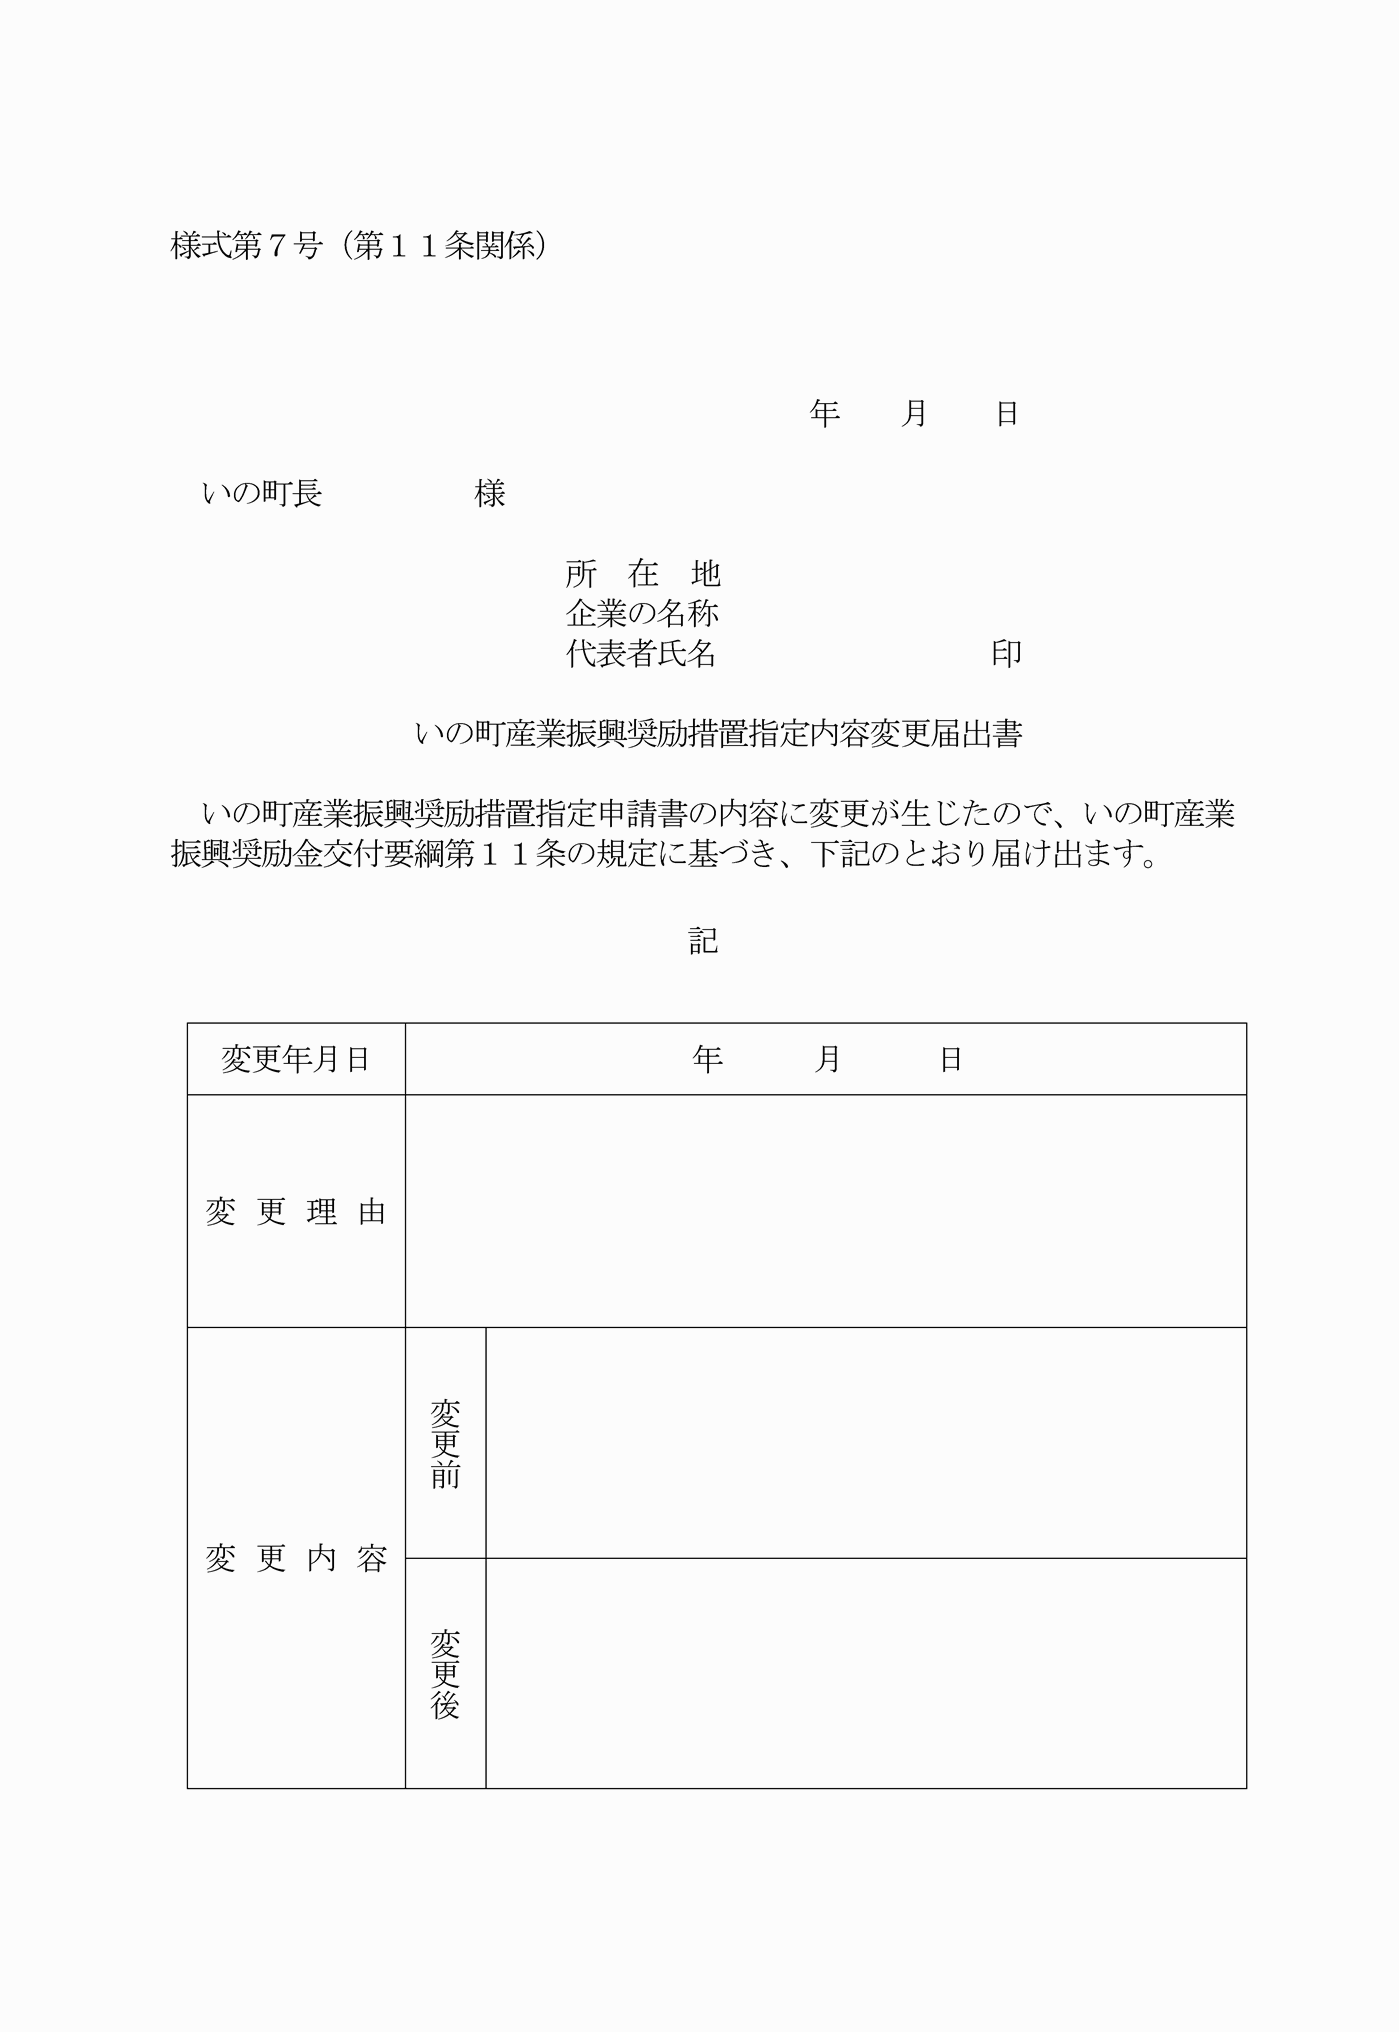 様式第７号（第１１条関係）
年　　月　　日
いの町長　　　　　様
所　在　地
企業の名称
代表者氏名　　　　　　　　　印
いの町産業振興奨励措置指定内容変更届出書
　いの町産業振興奨励措置指定申請書の内容に変更が生じたので、いの町産業
振興奨励金交付要綱第１１条の規定に基づき、下記のとおり届け出ます。
記
変更年月日　　年　　　月　　　日
変更理由
変更内容
変更前
変更後